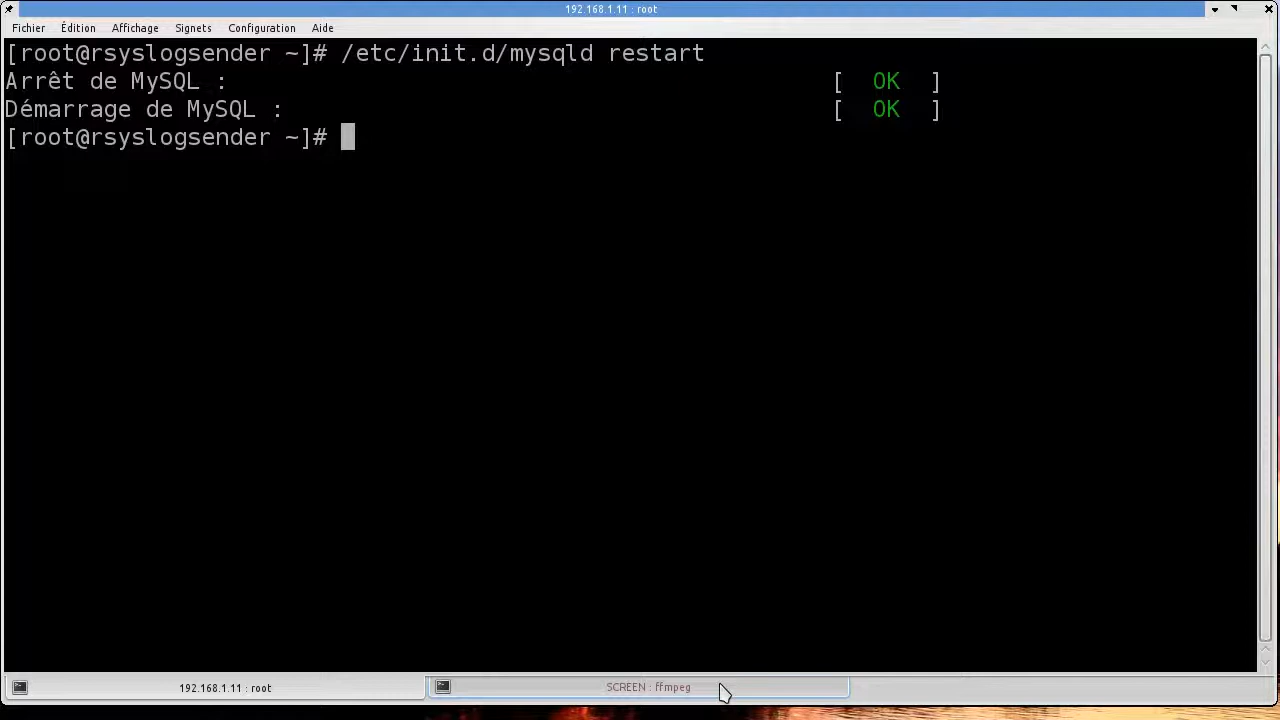 192.168.1.11 : root
Fichier Édition Affichage Signets Configuration Aide
[root@rsyslogsender ~]# /etc/init.d/mysqld restart
Arrêt de MySQL : [ OK ]
Démarrage de MySQL : [ OK ]
[root@rsyslogsender ~]#
192.168.1.11 : root SCREEN : ffmpeg